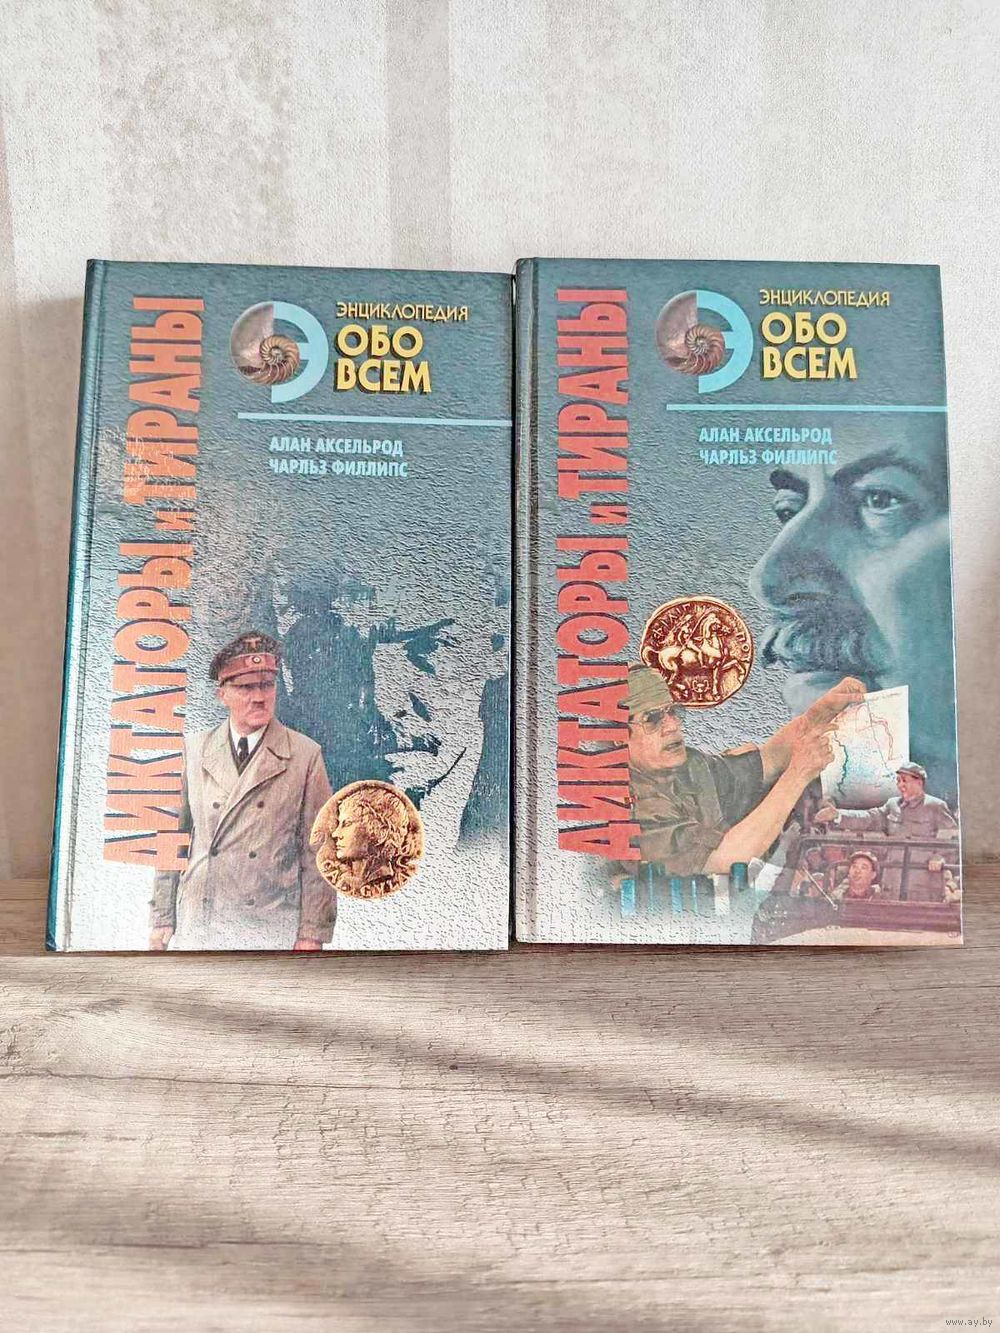 ДИКТАТОРЫ и ТИРАНЫ
Э
ЭНЦИКЛОПЕДИЯ
ОБО
ВСЕМ
АЛАН АКСЕЛЬРОД
ЧАРЛЬЗ ФИЛЛИПС
ДИКТАТОРЫ и ТИРАНЫ
Э
ЭНЦИКЛОПЕДИЯ
ОБО
ВСЕМ
АЛАН АКСЕЛЬРОД
ЧАРЛЬЗ ФИЛЛИПС
www.ay.by